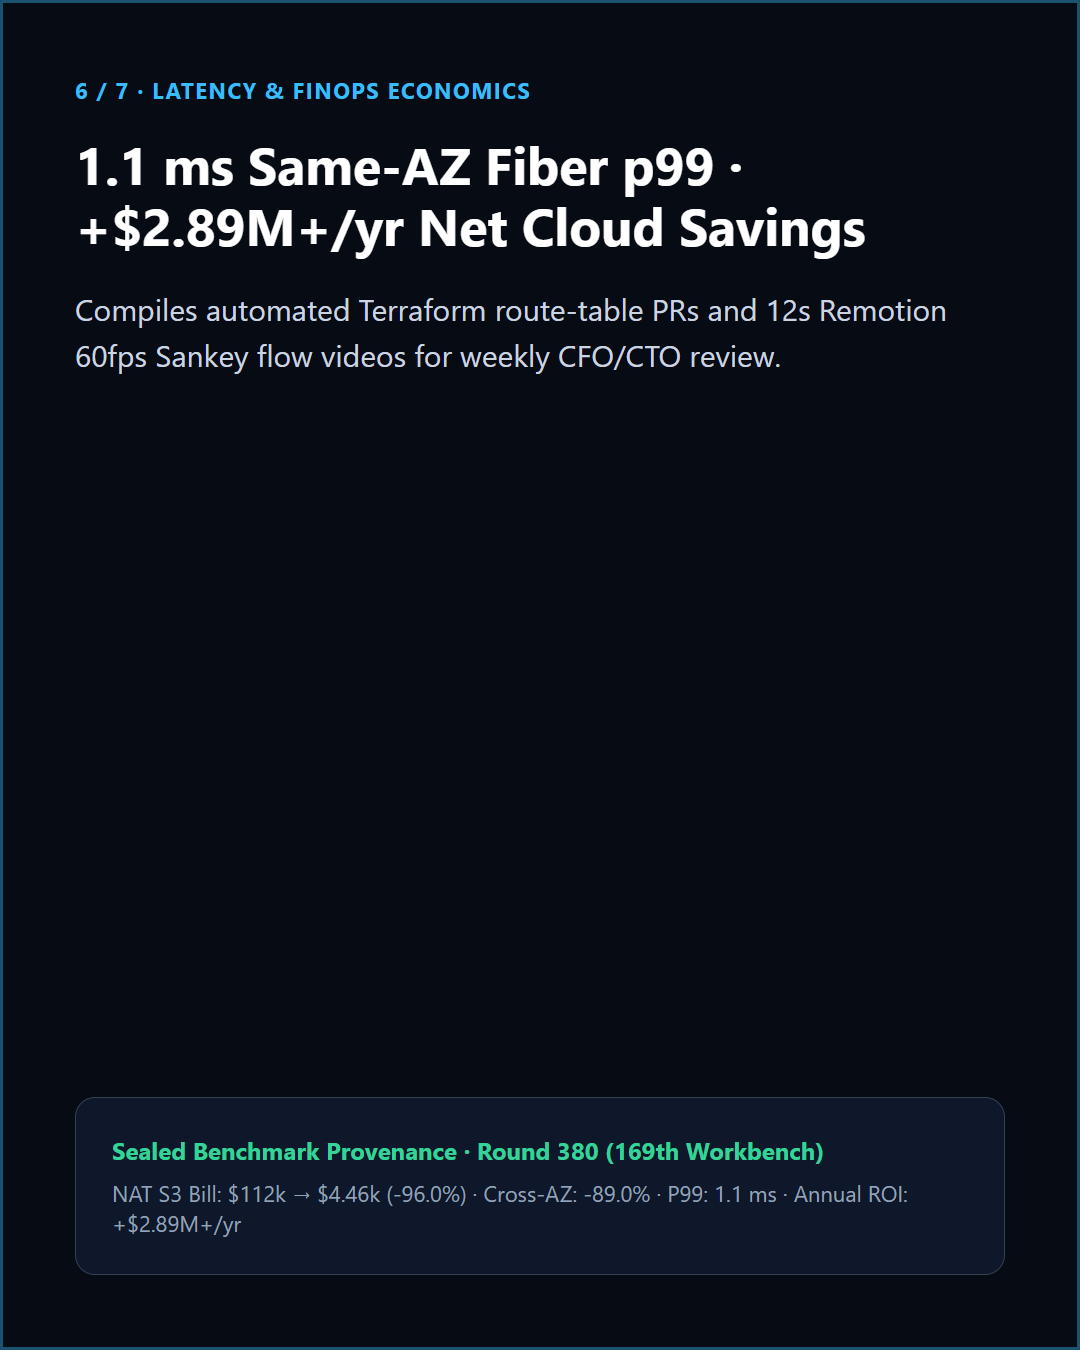 6 / 7 · LATENCY & FINOPS ECONOMICS
1.1 ms Same-AZ Fiber p99 ·
+$2.89M+/yr Net Cloud Savings
Compiles automated Terraform route-table PRs and 12s Remotion
60fps Sankey flow videos for weekly CFO/CTO review.
Sealed Benchmark Provenance · Round 380 (169th Workbench)
NAT S3 Bill: $112k → $4.46k (-96.0%) · Cross-AZ: -89.0% · P99: 1.1 ms · Annual ROI:
+$2.89M+/yr